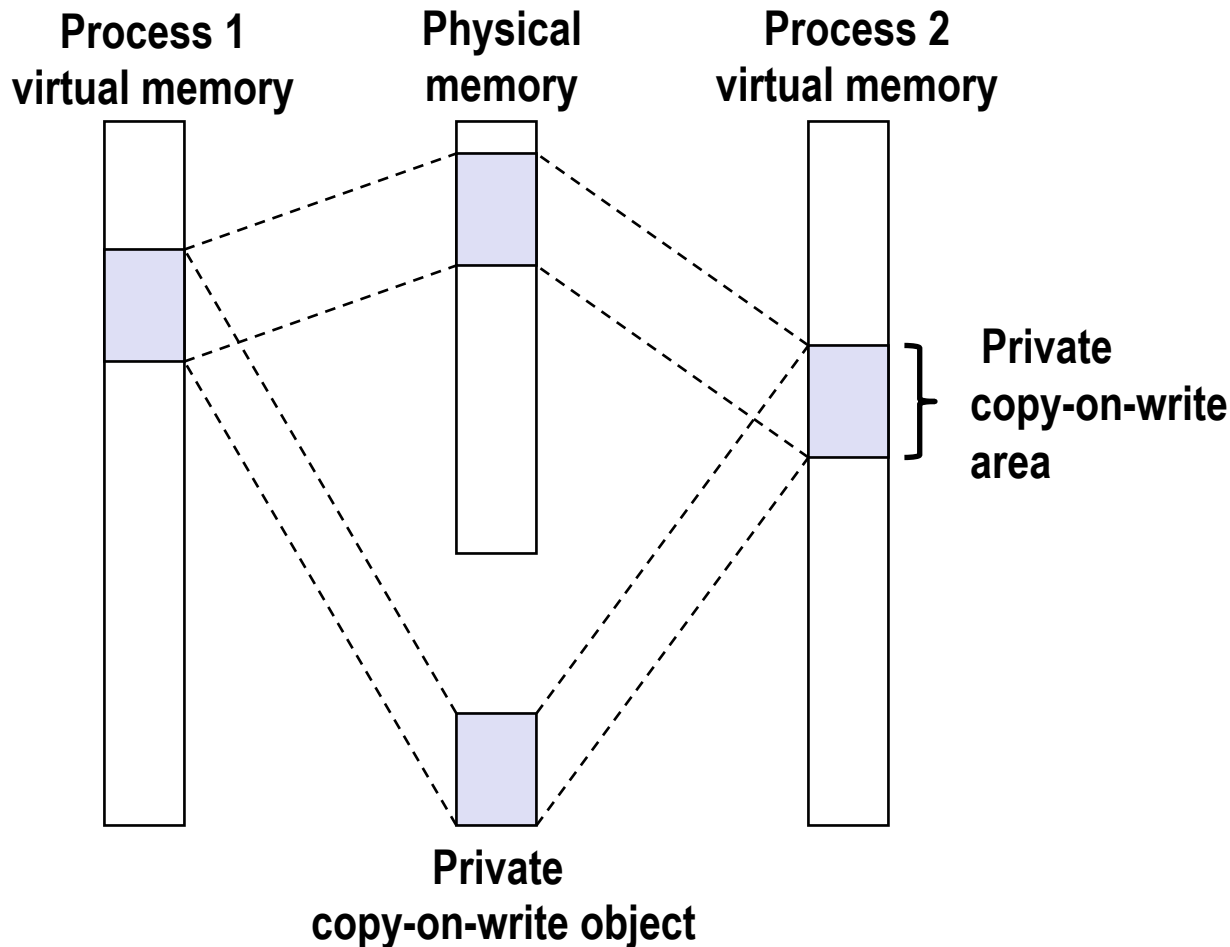 Process 1
virtual memory
Physical
memory
Process 2
virtual memory
Private
copy-on-write
area
Private
copy-on-write object